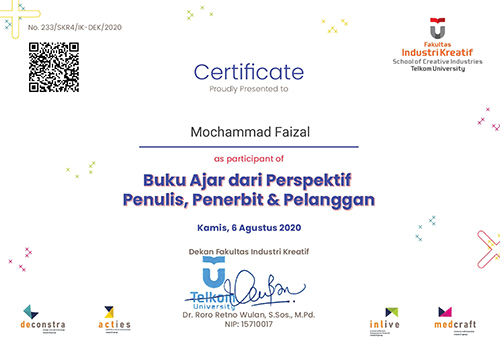 No. 233/SKR4/IK-DEK/2020
Fakultas
Industri Kreatif
School of Creative Industries
Telkom University
Certificate
Proudly Presented to
Mochammad Faizal
as participant of
Buku Ajar dari Perspektif
Penulis, Penerbit & Pelanggan
Kamis, 6 Agustus 2020
Dekan Fakultas Industri Kreatif
Telkom
University
Dr. Roro Retno Wulan, S.Sos., M.Pd.
NIP: 15710017
deconstra
acties
inlive
medcraft